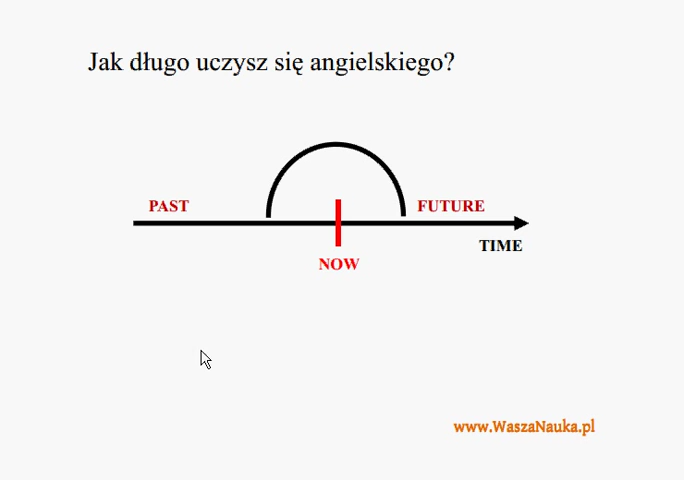 Jak długo uczysz się angielskiego?
PAST
FUTURE
TIME
NOW
www.WaszaNauka.pl